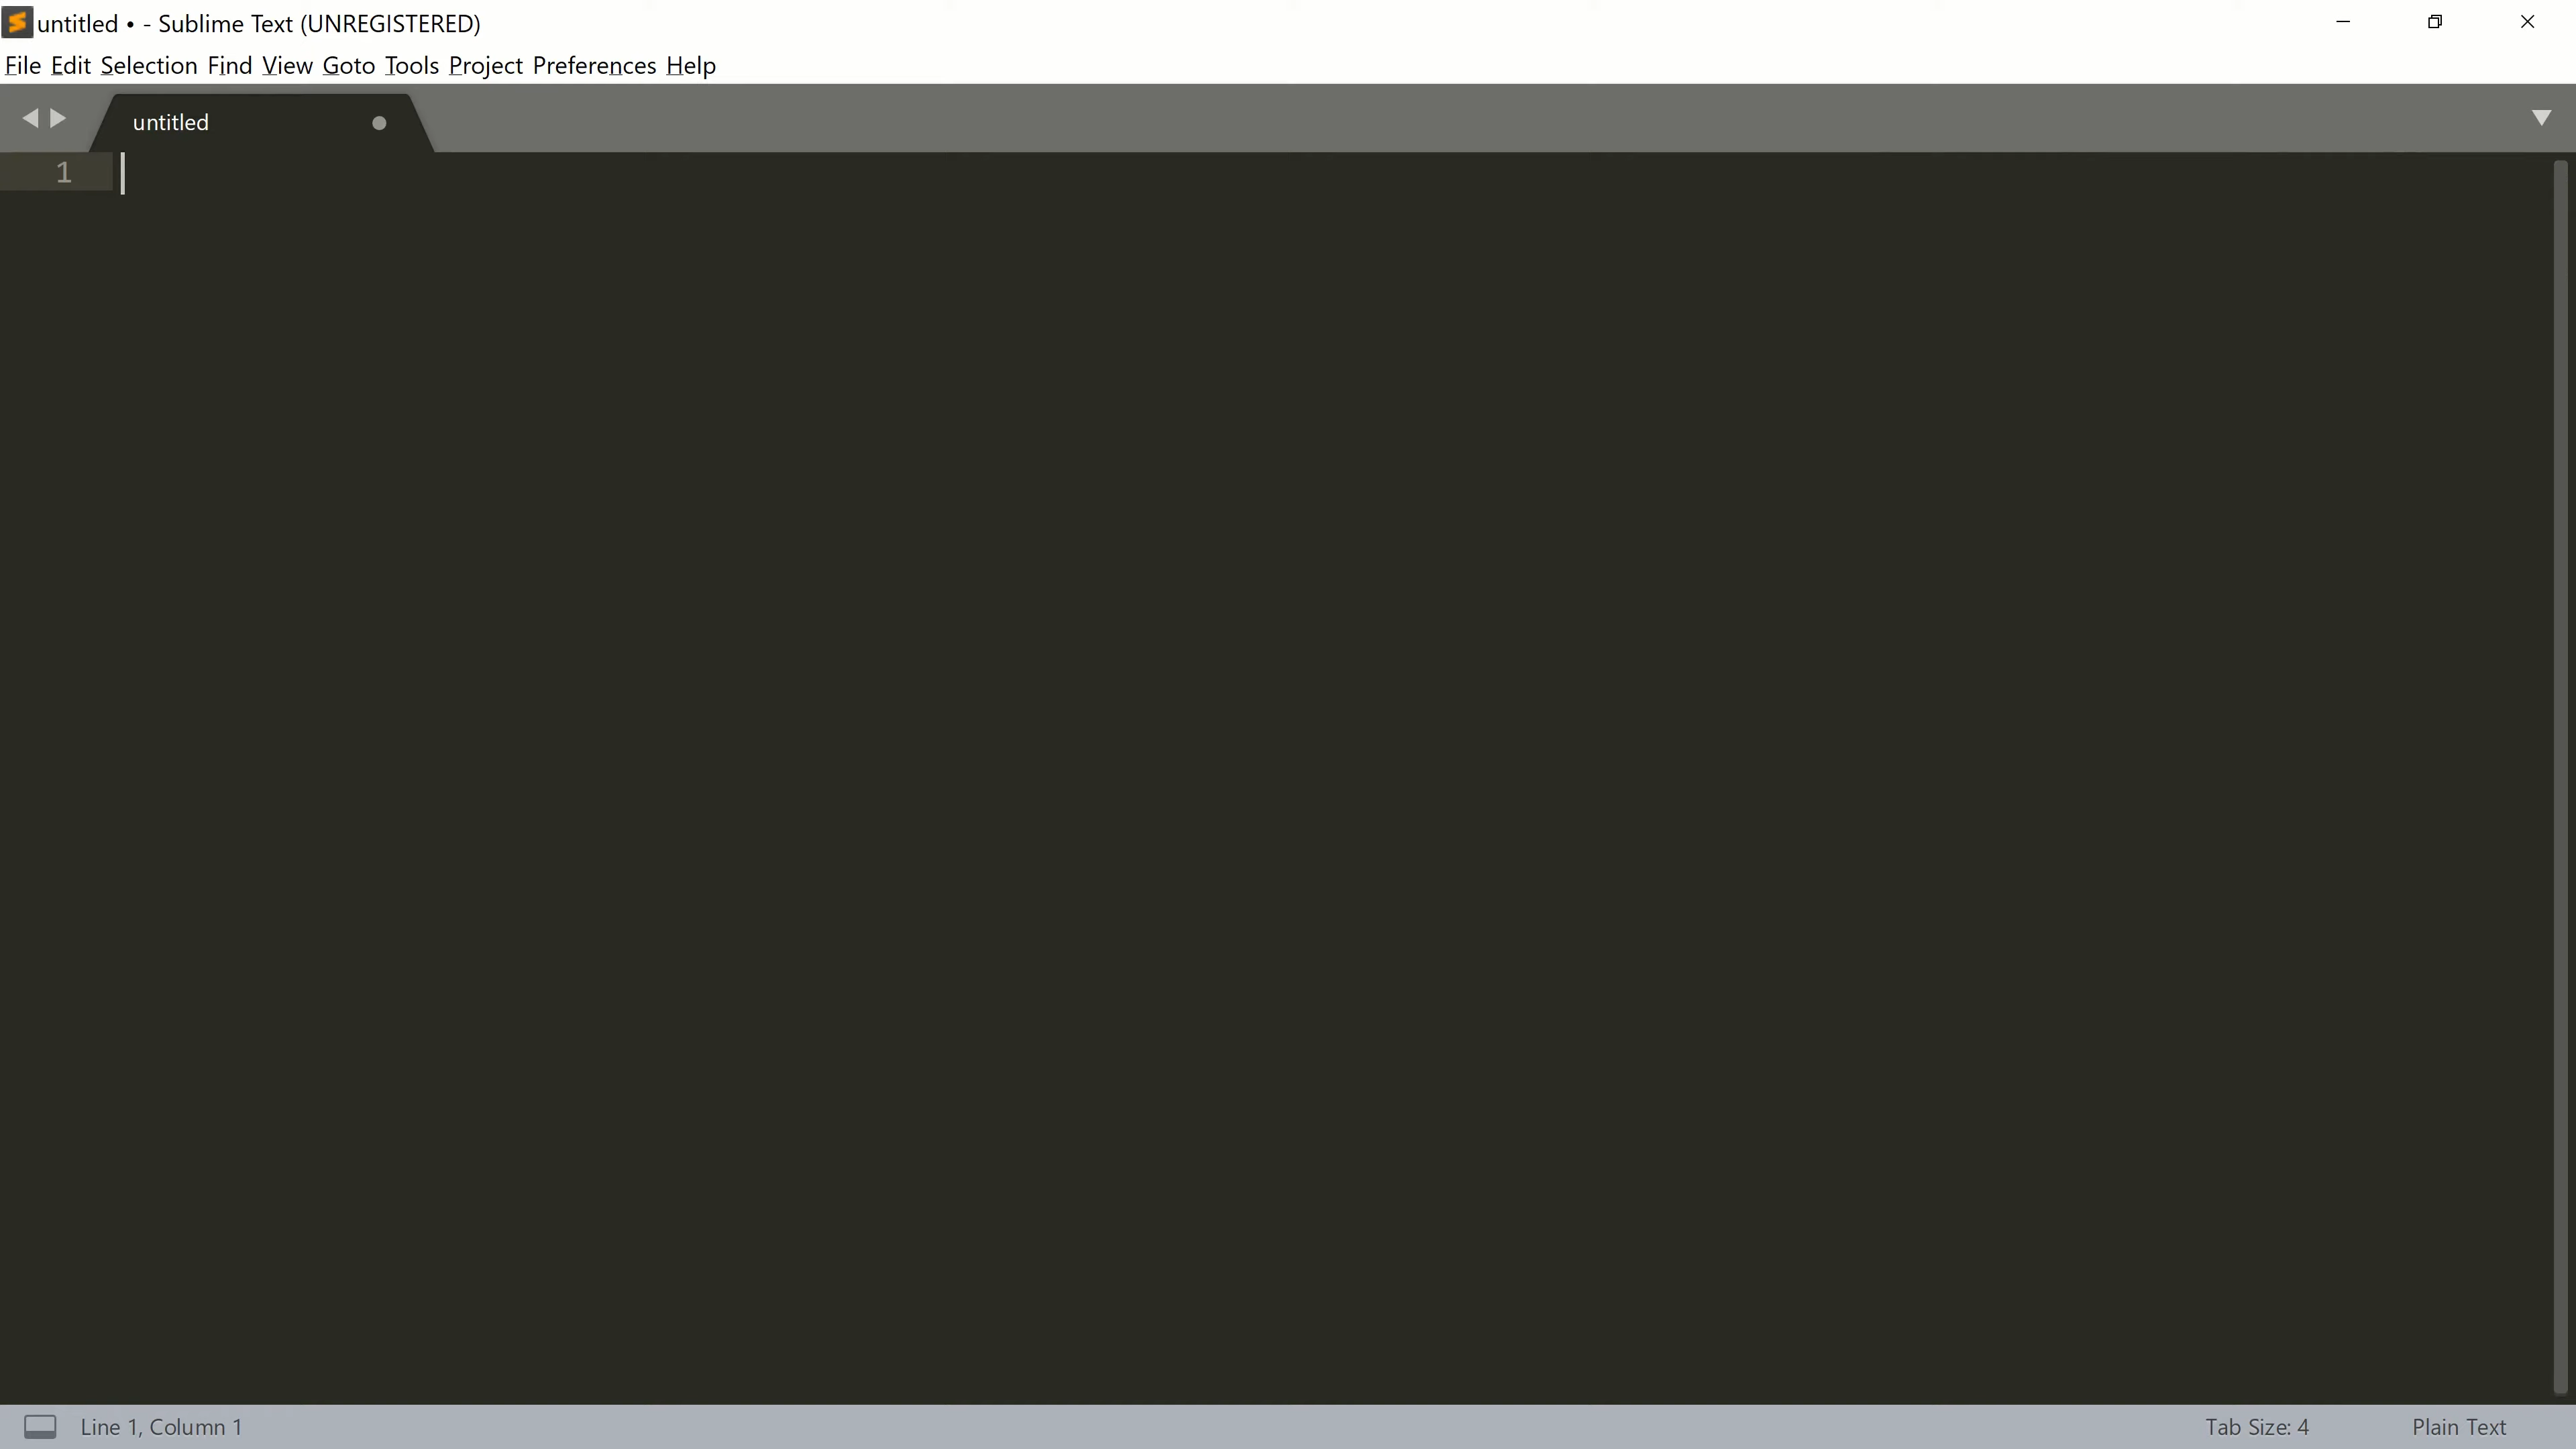 untitled • - Sublime Text (UNREGISTERED)
File Edit Selection Find View Goto Tools Project Preferences Help
untitled
1
Line 1, Column 1 Tab Size: 4 Plain Text